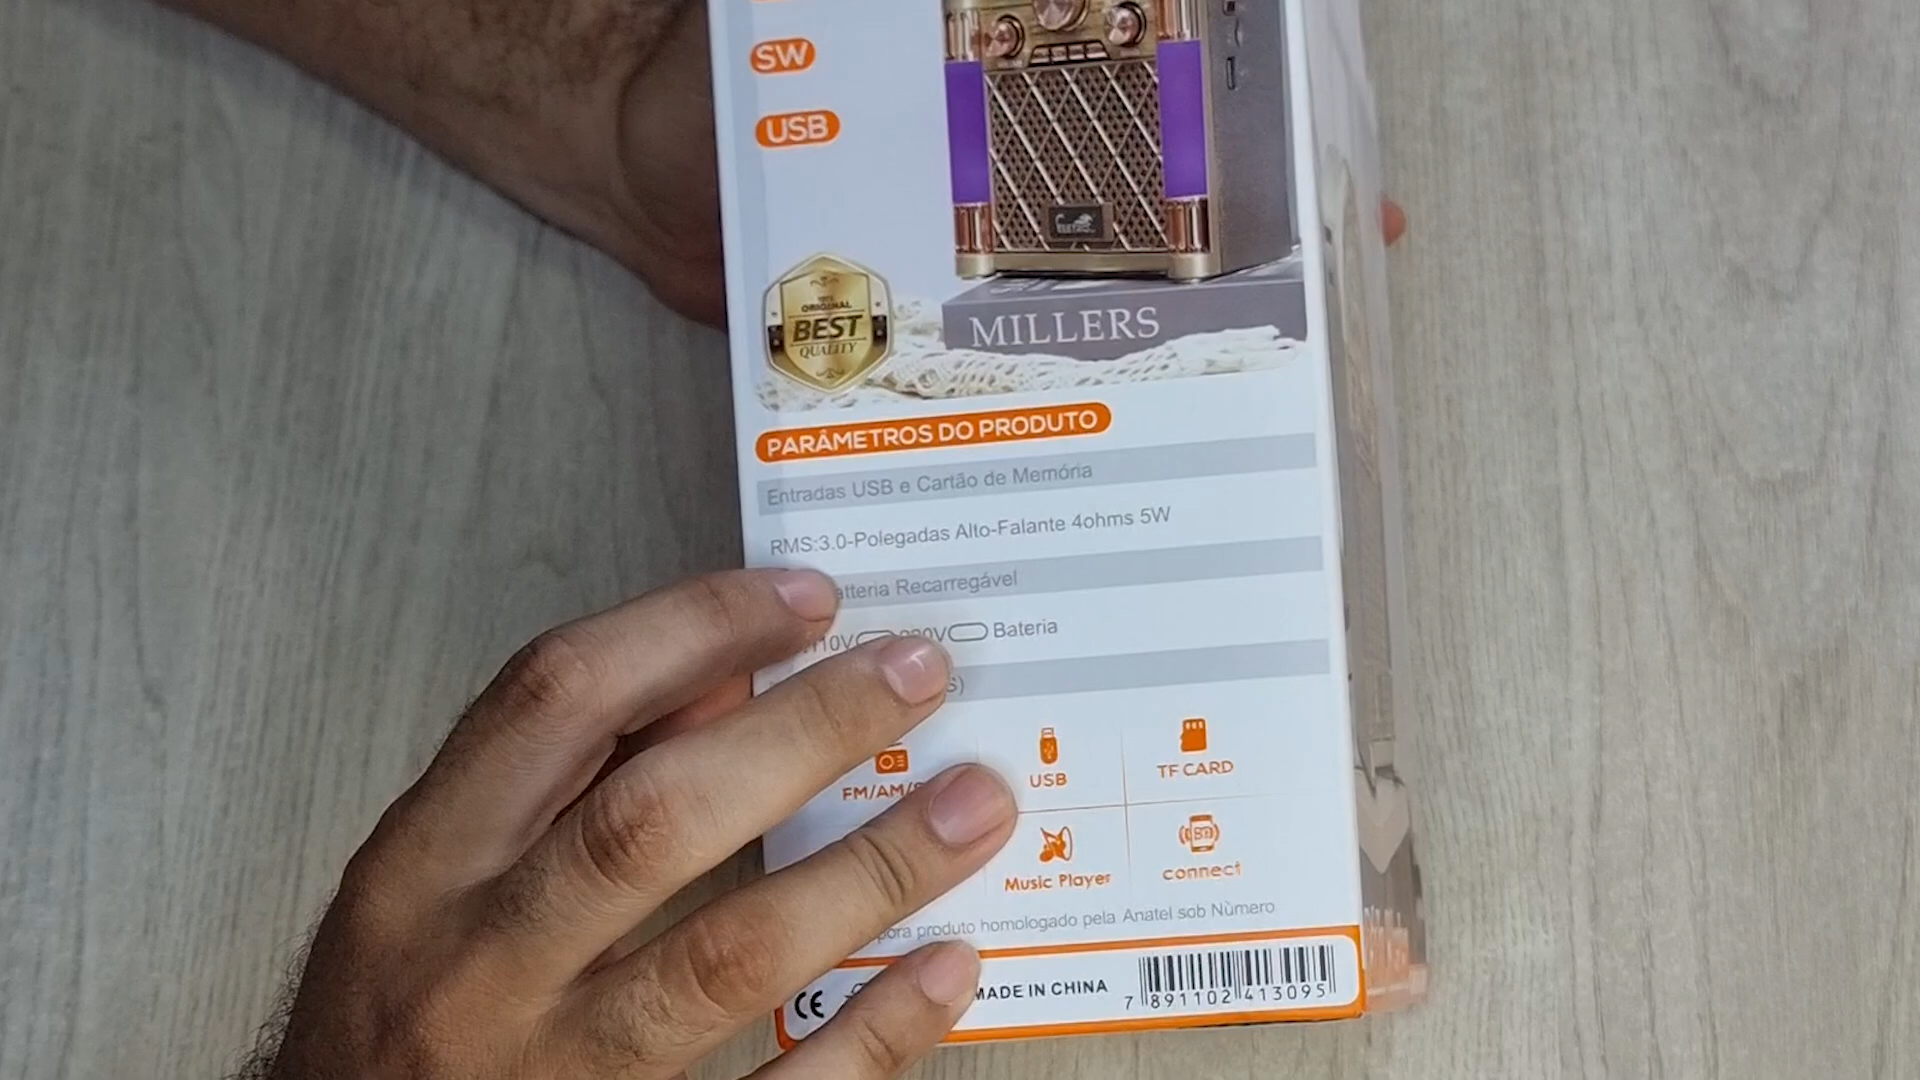 SW
USB
ORIGINAL
BEST
QUALITY
MILLERS
PARÂMETROS DO PRODUTO
Entradas USB e Cartão de Memória
RMS:3.0-Polegadas Alto-Falante 4ohms 5W
Recarregável
Bateria
USB
TF CARD
Music Player
connect
produto homologado pela Anatel sob Nùmero
CE
MADE IN CHINA
7 891102 413095